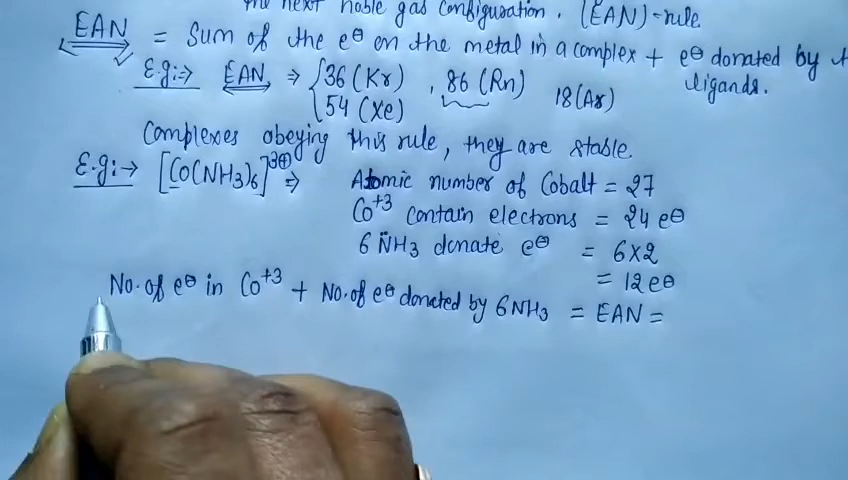 the next noble gas configuration. (EAN)-rule
EAN = Sum of the e⊖ on the metal in a complex + e⊖ donated by
ligands.
E.g:→ EAN ⇒ {36 (Kr) , 86 (Rn) 18 (Ar)
54 (Xe)
Complexes obeying this rule, they are stable.
E.g:→ [Co(NH3)6]3⊕ ⇒ Atomic number of Cobalt = 27
Co+3 contain electrons = 24 e⊖
6 N̈H3 donate e⊖ = 6x2
= 12 e⊖
No. of e⊖ in Co+3 + No. of e⊖ donated by 6NH3 = EAN =